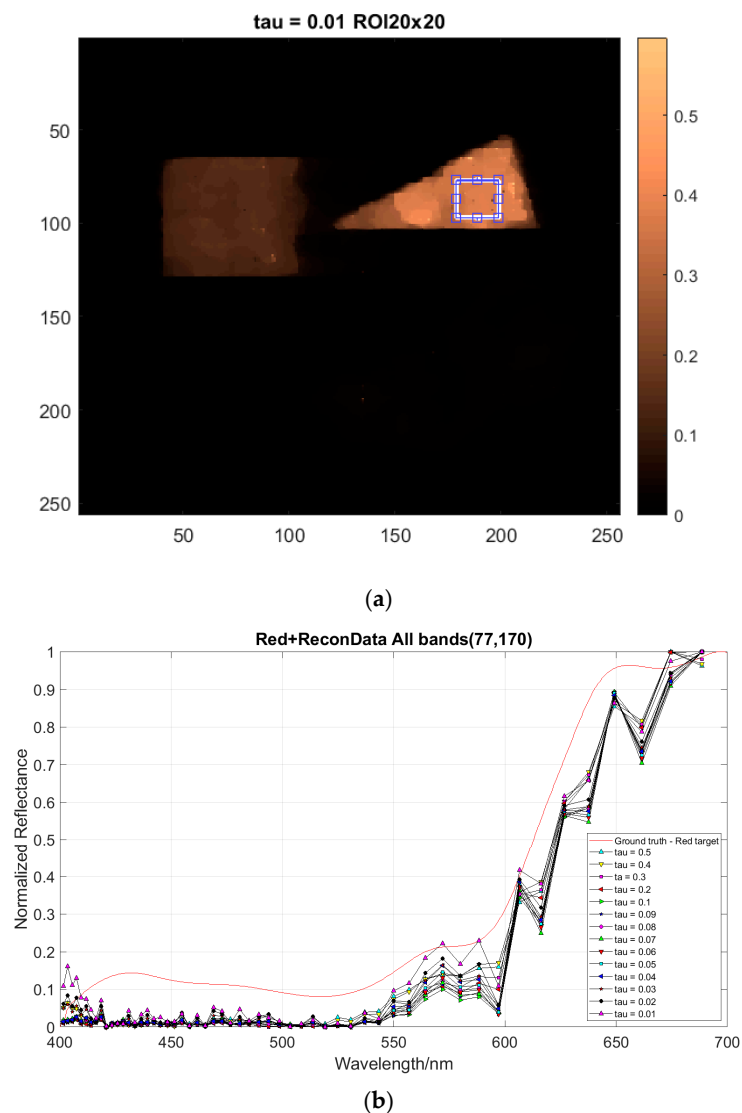 tau = 0.01 ROI20x20
50
100
150
200
250
50
100
150
200
250
0.5
0.4
0.3
0.2
0.1
0
(a)
Red+ReconData All bands(77,170)
Normalized Reflectance
1
0.9
0.8
0.7
0.6
0.5
0.4
0.3
0.2
0.1
0
400
450
500
550
600
650
700
Wavelength/nm
Ground truth - Red target
tau = 0.5
tau = 0.4
ta = 0.3
tau = 0.2
tau = 0.1
tau = 0.09
tau = 0.08
tau = 0.07
tau = 0.06
tau = 0.05
tau = 0.04
tau = 0.03
tau = 0.02
tau = 0.01
(b)